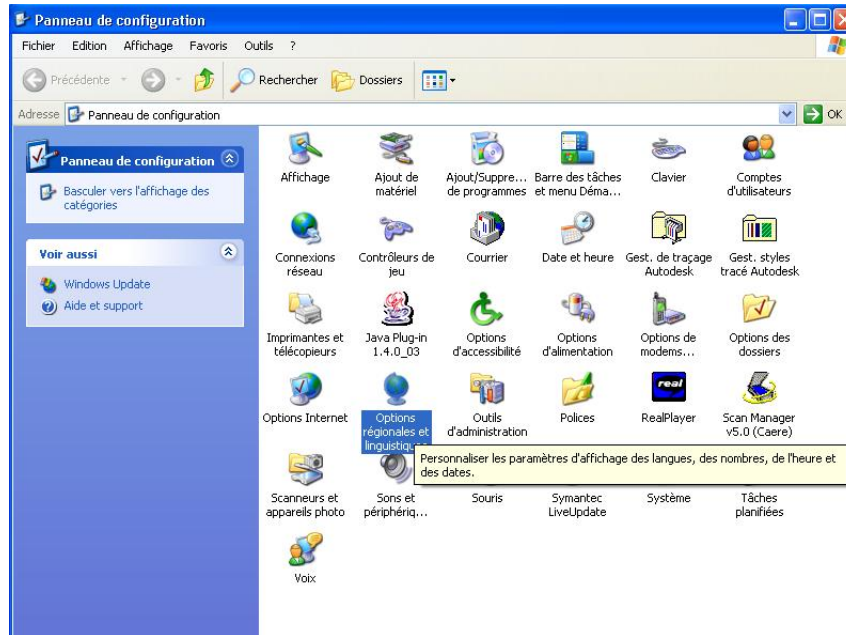 Panneau de configuration
Fichier Edition Affichage Favoris Outils ?
Précédente Rechercher Dossiers
Adresse Panneau de configuration OK
Panneau de configuration
Basculer vers l'affichage des
catégories
Voir aussi
Windows Update
Aide et support
Affichage
Ajout de
matériel
Ajout/Suppre...
de programmes
Barre des tâches
et menu Déma...
Clavier
Comptes
d'utilisateurs
Connexions
réseau
Contrôleurs de
jeu
Courrier
Date et heure
Gest. de traçage
Autodesk
Gest. styles
tracé Autodesk
Imprimantes et
télécopieurs
Java Plug-in
1.4.0_03
Options
d'accessibilité
Options
d'alimentation
Options de
modems...
Options des
dossiers
Options Internet
Options
régionales et
Outils
d'administration
Polices
real
RealPlayer
Scan Manager
v5.0 (Caere)
Personnaliser les paramètres d'affichage des langues, des nombres, de l'heure et
des dates.
Scanneurs et
appareils photo
Sons et
périphériq...
Souris
Symantec
LiveUpdate
Système
Tâches
planifiées
Voix